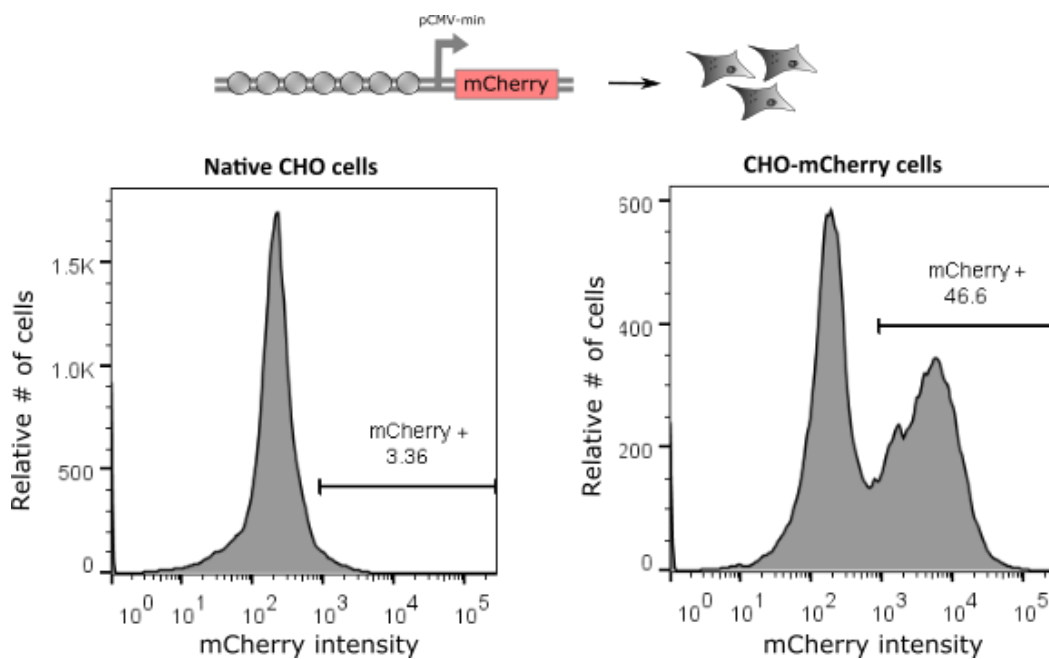 pCMV-min
mCherry
Native CHO cells
Relative # of cells
1.5K
1.0K
500
0
mCherry +
3.36
10^0 10^1 10^2 10^3 10^4 10^5
mCherry intensity
CHO-mCherry cells
Relative # of cells
600
400
200
0
mCherry +
46.6
10^0 10^1 10^2 10^3 10^4 10^5
mCherry intensity